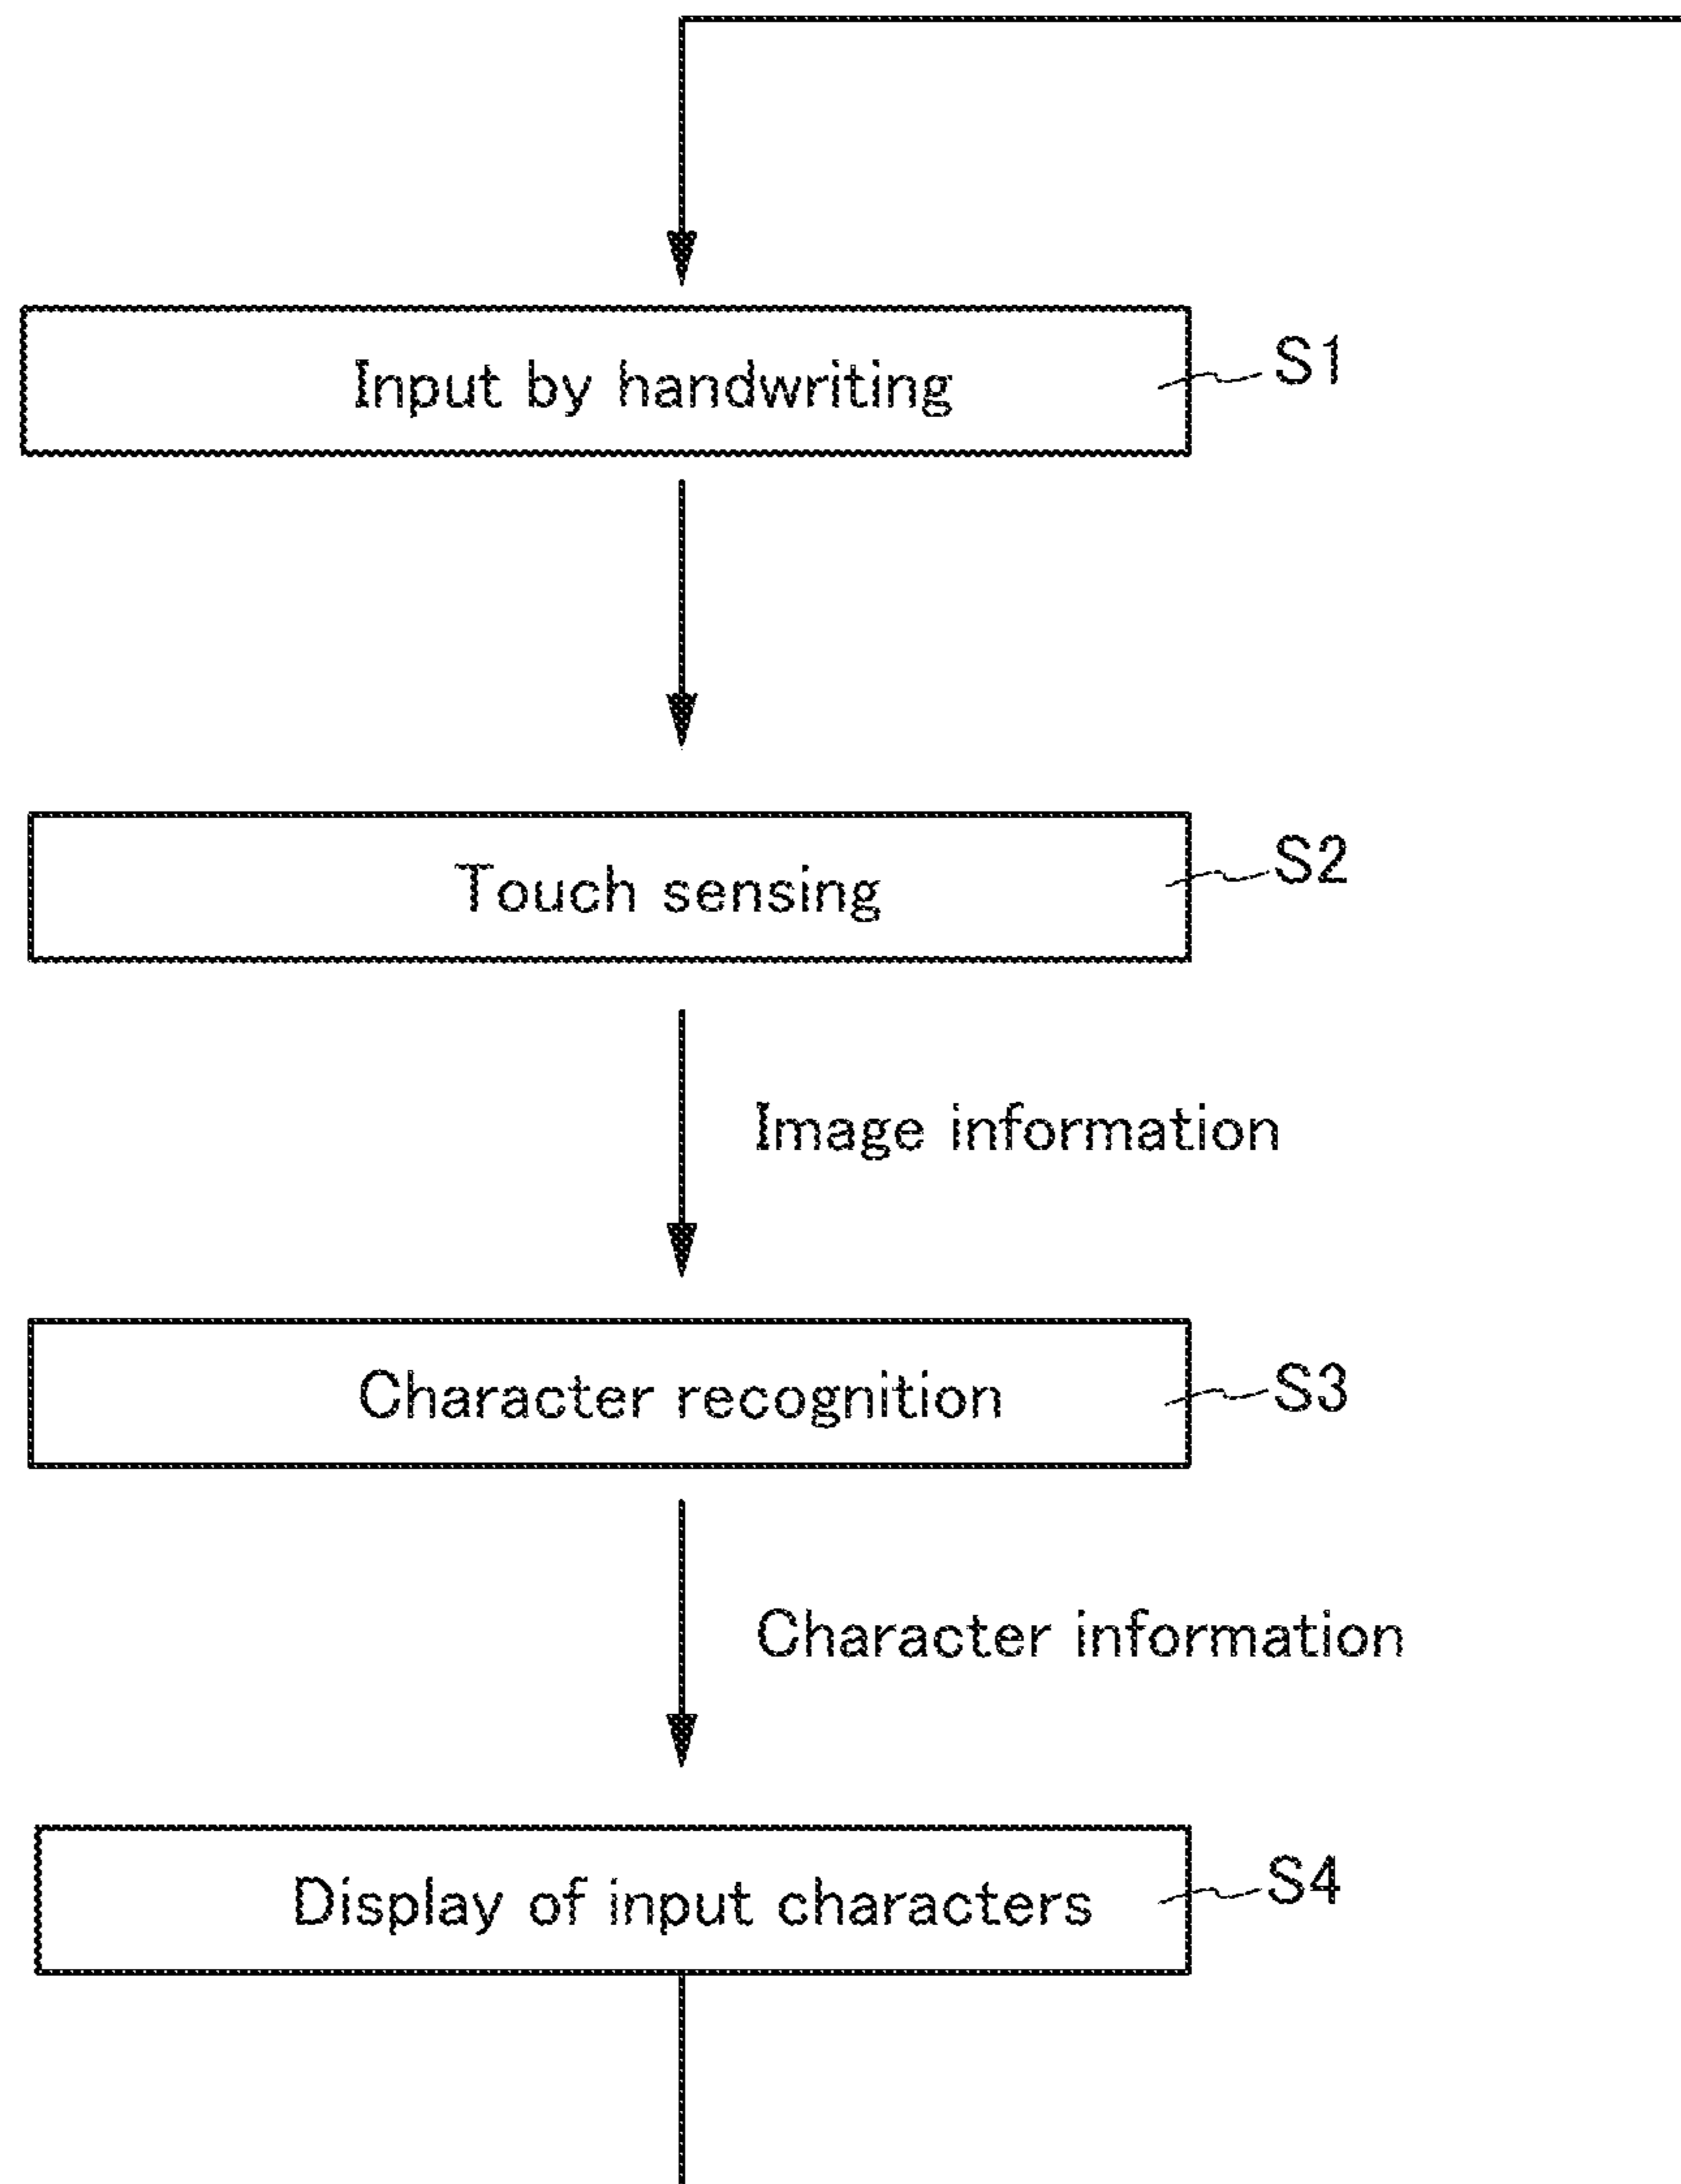 Input by handwriting S1
Touch sensing S2
Image information
Character recognition S3
Character information
Display of input characters S4